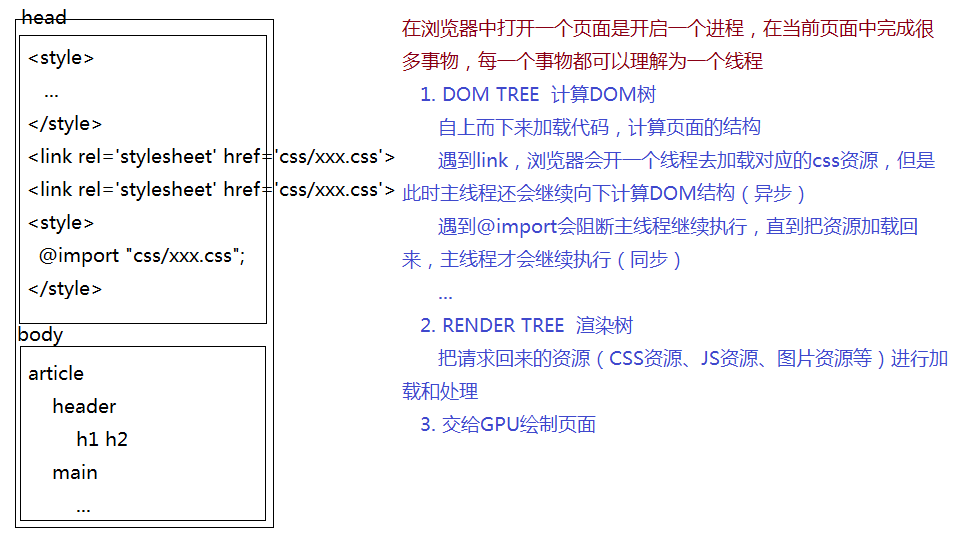 head
<style>
...
</style>
<link rel='stylesheet' href='css/xxx.css'>
<link rel='stylesheet' href='css/xxx.css'>
<style>
@import "css/xxx.css";
</style>
body
article
header
h1 h2
main
...
在浏览器中打开一个页面是开启一个进程，在当前页面中完成很
多事物，每一个事物都可以理解为一个线程
1. DOM TREE 计算DOM树
自上而下来加载代码，计算页面的结构
遇到link，浏览器会开一个线程去加载对应的css资源，但是
此时主线程还会继续向下计算DOM结构（异步）
遇到@import会阻断主线程继续执行，直到把资源加载回
来，主线程才会继续执行（同步）
...
2. RENDER TREE 渲染树
把请求回来的资源（CSS资源、JS资源、图片资源等）进行加
载和处理
3. 交给GPU绘制页面